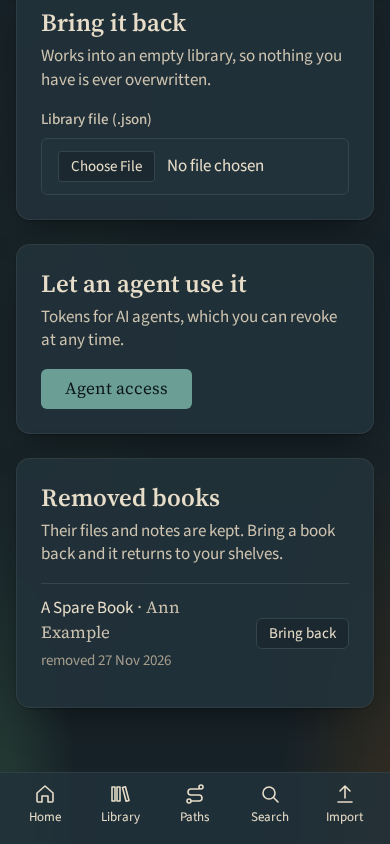 Bring it back
Works into an empty library, so nothing you
have is ever overwritten.
Library file (.json)
Choose File No file chosen
Let an agent use it
Tokens for AI agents, which you can revoke
at any time.
Agent access
Removed books
Their files and notes are kept. Bring a book
back and it returns to your shelves.
A Spare Book · Ann
Example
removed 27 Nov 2026
Bring back
Home Library Paths Search Import